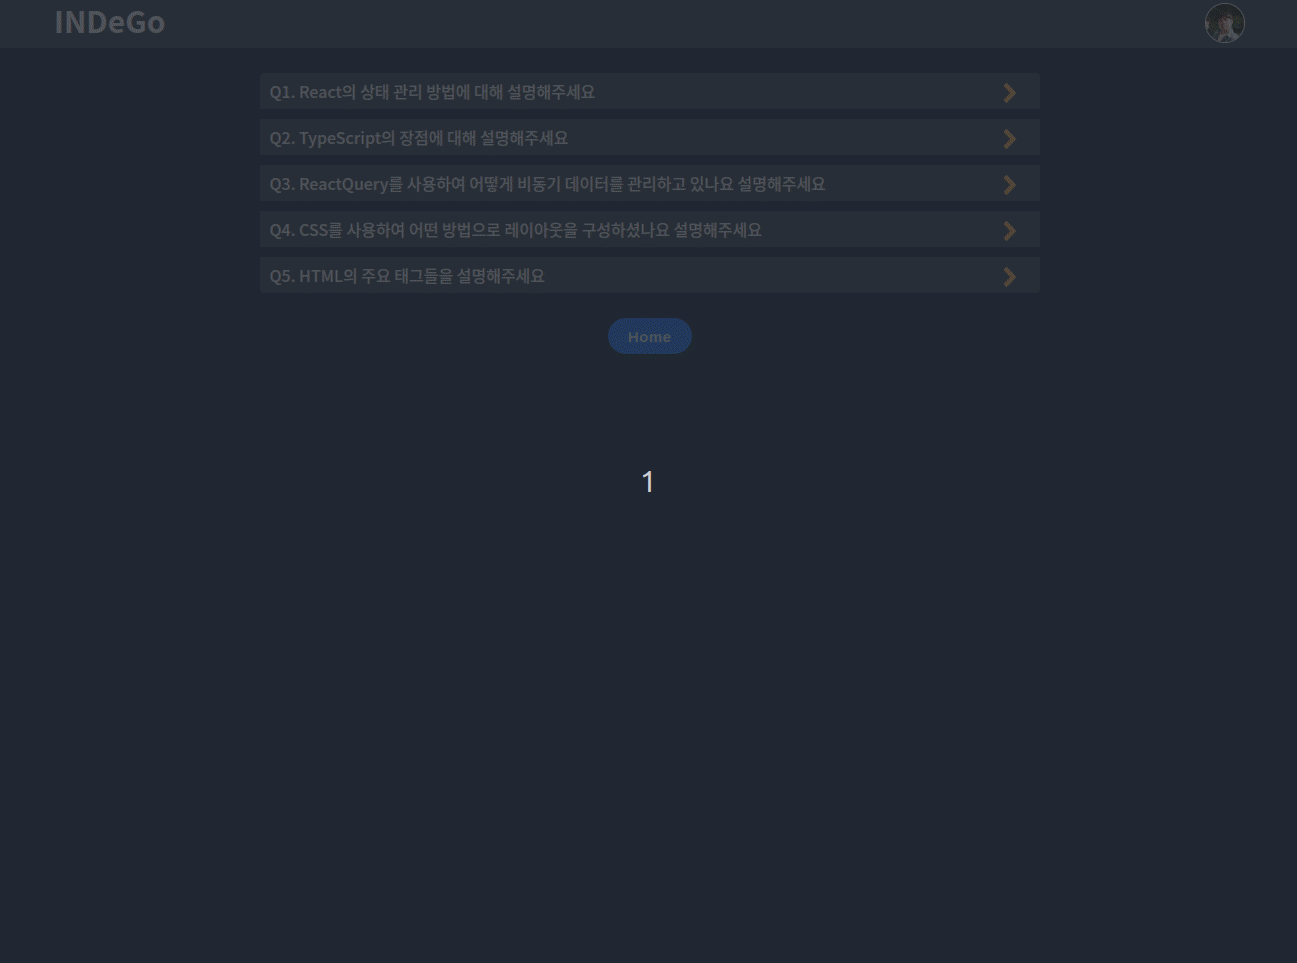 INDeGo
Q1. React의 상태 관리 방법에 대해 설명해주세요
Q2. TypeScript의 장점에 대해 설명해주세요
Q3. ReactQuery를 사용하여 어떻게 비동기 데이터를 관리하고 있나요 설명해주세요
Q4. CSS를 사용하여 어떤 방법으로 레이아웃을 구성하셨나요 설명해주세요
Q5. HTML의 주요 태그들을 설명해주세요
Home
1